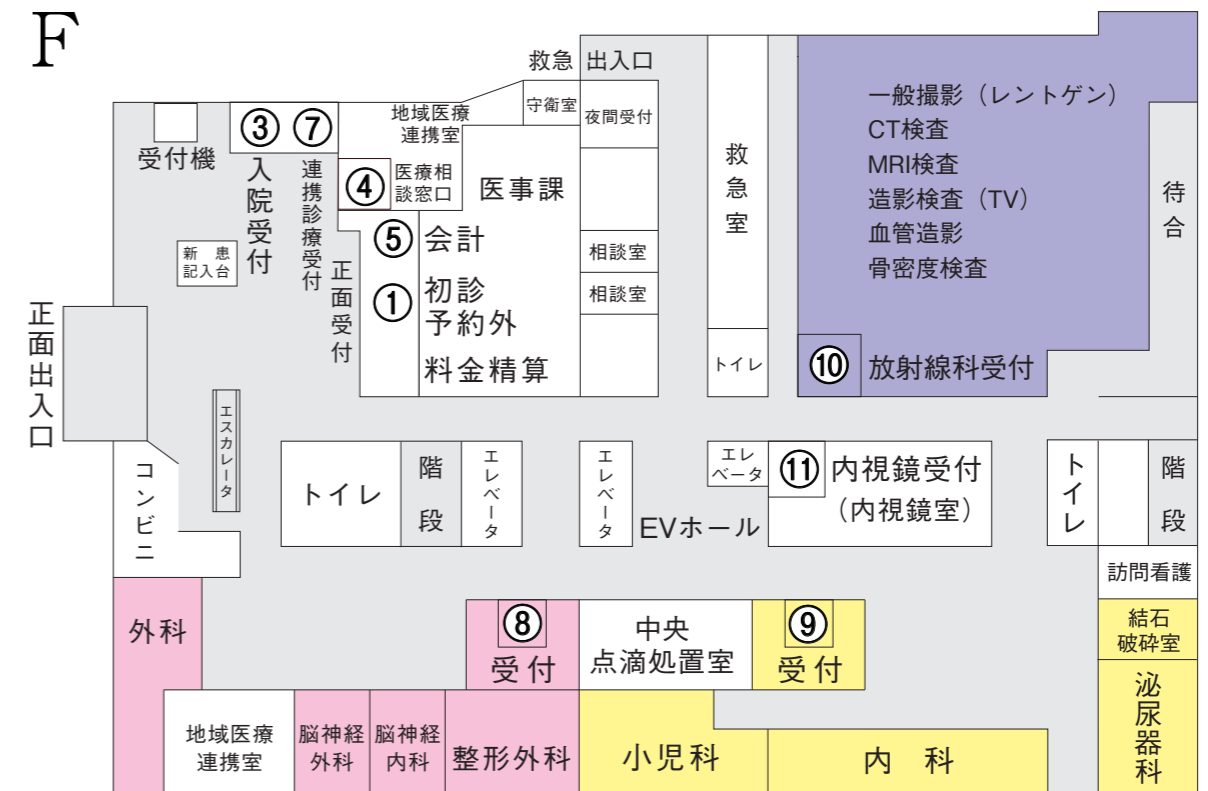 F
救急 出入口
守衛室
夜間受付
地域医療
連携室
③ ⑦
受付機
入院受付
連携診療受付
④
医療相
談窓口
医事課
⑤ 会計
① 初診
予約外
料金精算
正面受付
新 患
記入台
相談室
相談室
救急室
トイレ
一般撮影（レントゲン）
CT検査
MRI検査
造影検査（TV）
血管造影
骨密度検査
⑩ 放射線科受付
待合
正面出入口
エスカレータ
コンビニ
トイレ
階段
エレベータ
エレベータ
EVホール
エレ
ベータ
⑪ 内視鏡受付
（内視鏡室）
トイレ
階段
訪問看護
結石
破砕室
泌尿器科
外科
⑧
受付
中央
点滴処置室
⑨
受付
地域医療
連携室
脳神経
外科
脳神経
内科
整形外科
小児科
内 科